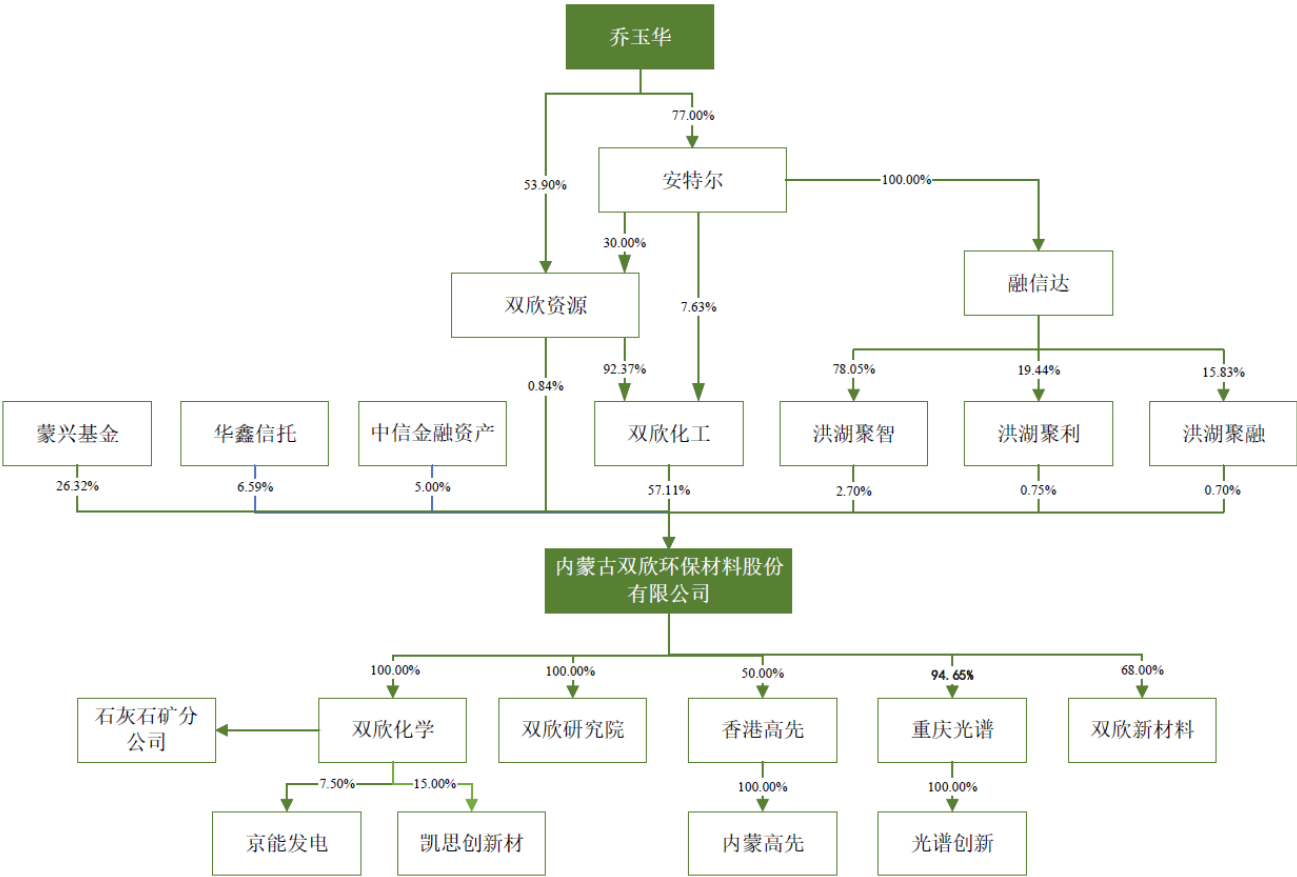 乔玉华
77.00%
安特尔
53.90%
100.00%
30.00%
融信达
双欣资源
7.63%
92.37%
78.05%
19.44%
15.83%
0.84%
蒙兴基金
华鑫信托
中信金融资产
双欣化工
洪湖聚智
洪湖聚利
洪湖聚融
26.32%
6.59%
5.00%
57.11%
2.70%
0.75%
0.70%
内蒙古双欣环保材料股份
有限公司
100.00%
100.00%
50.00%
94.65%
68.00%
石灰石矿分
公司
双欣化学
双欣研究院
香港高先
重庆光谱
双欣新材料
7.50%
15.00%
100.00%
100.00%
京能发电
凯思创新材
内蒙高先
光谱创新